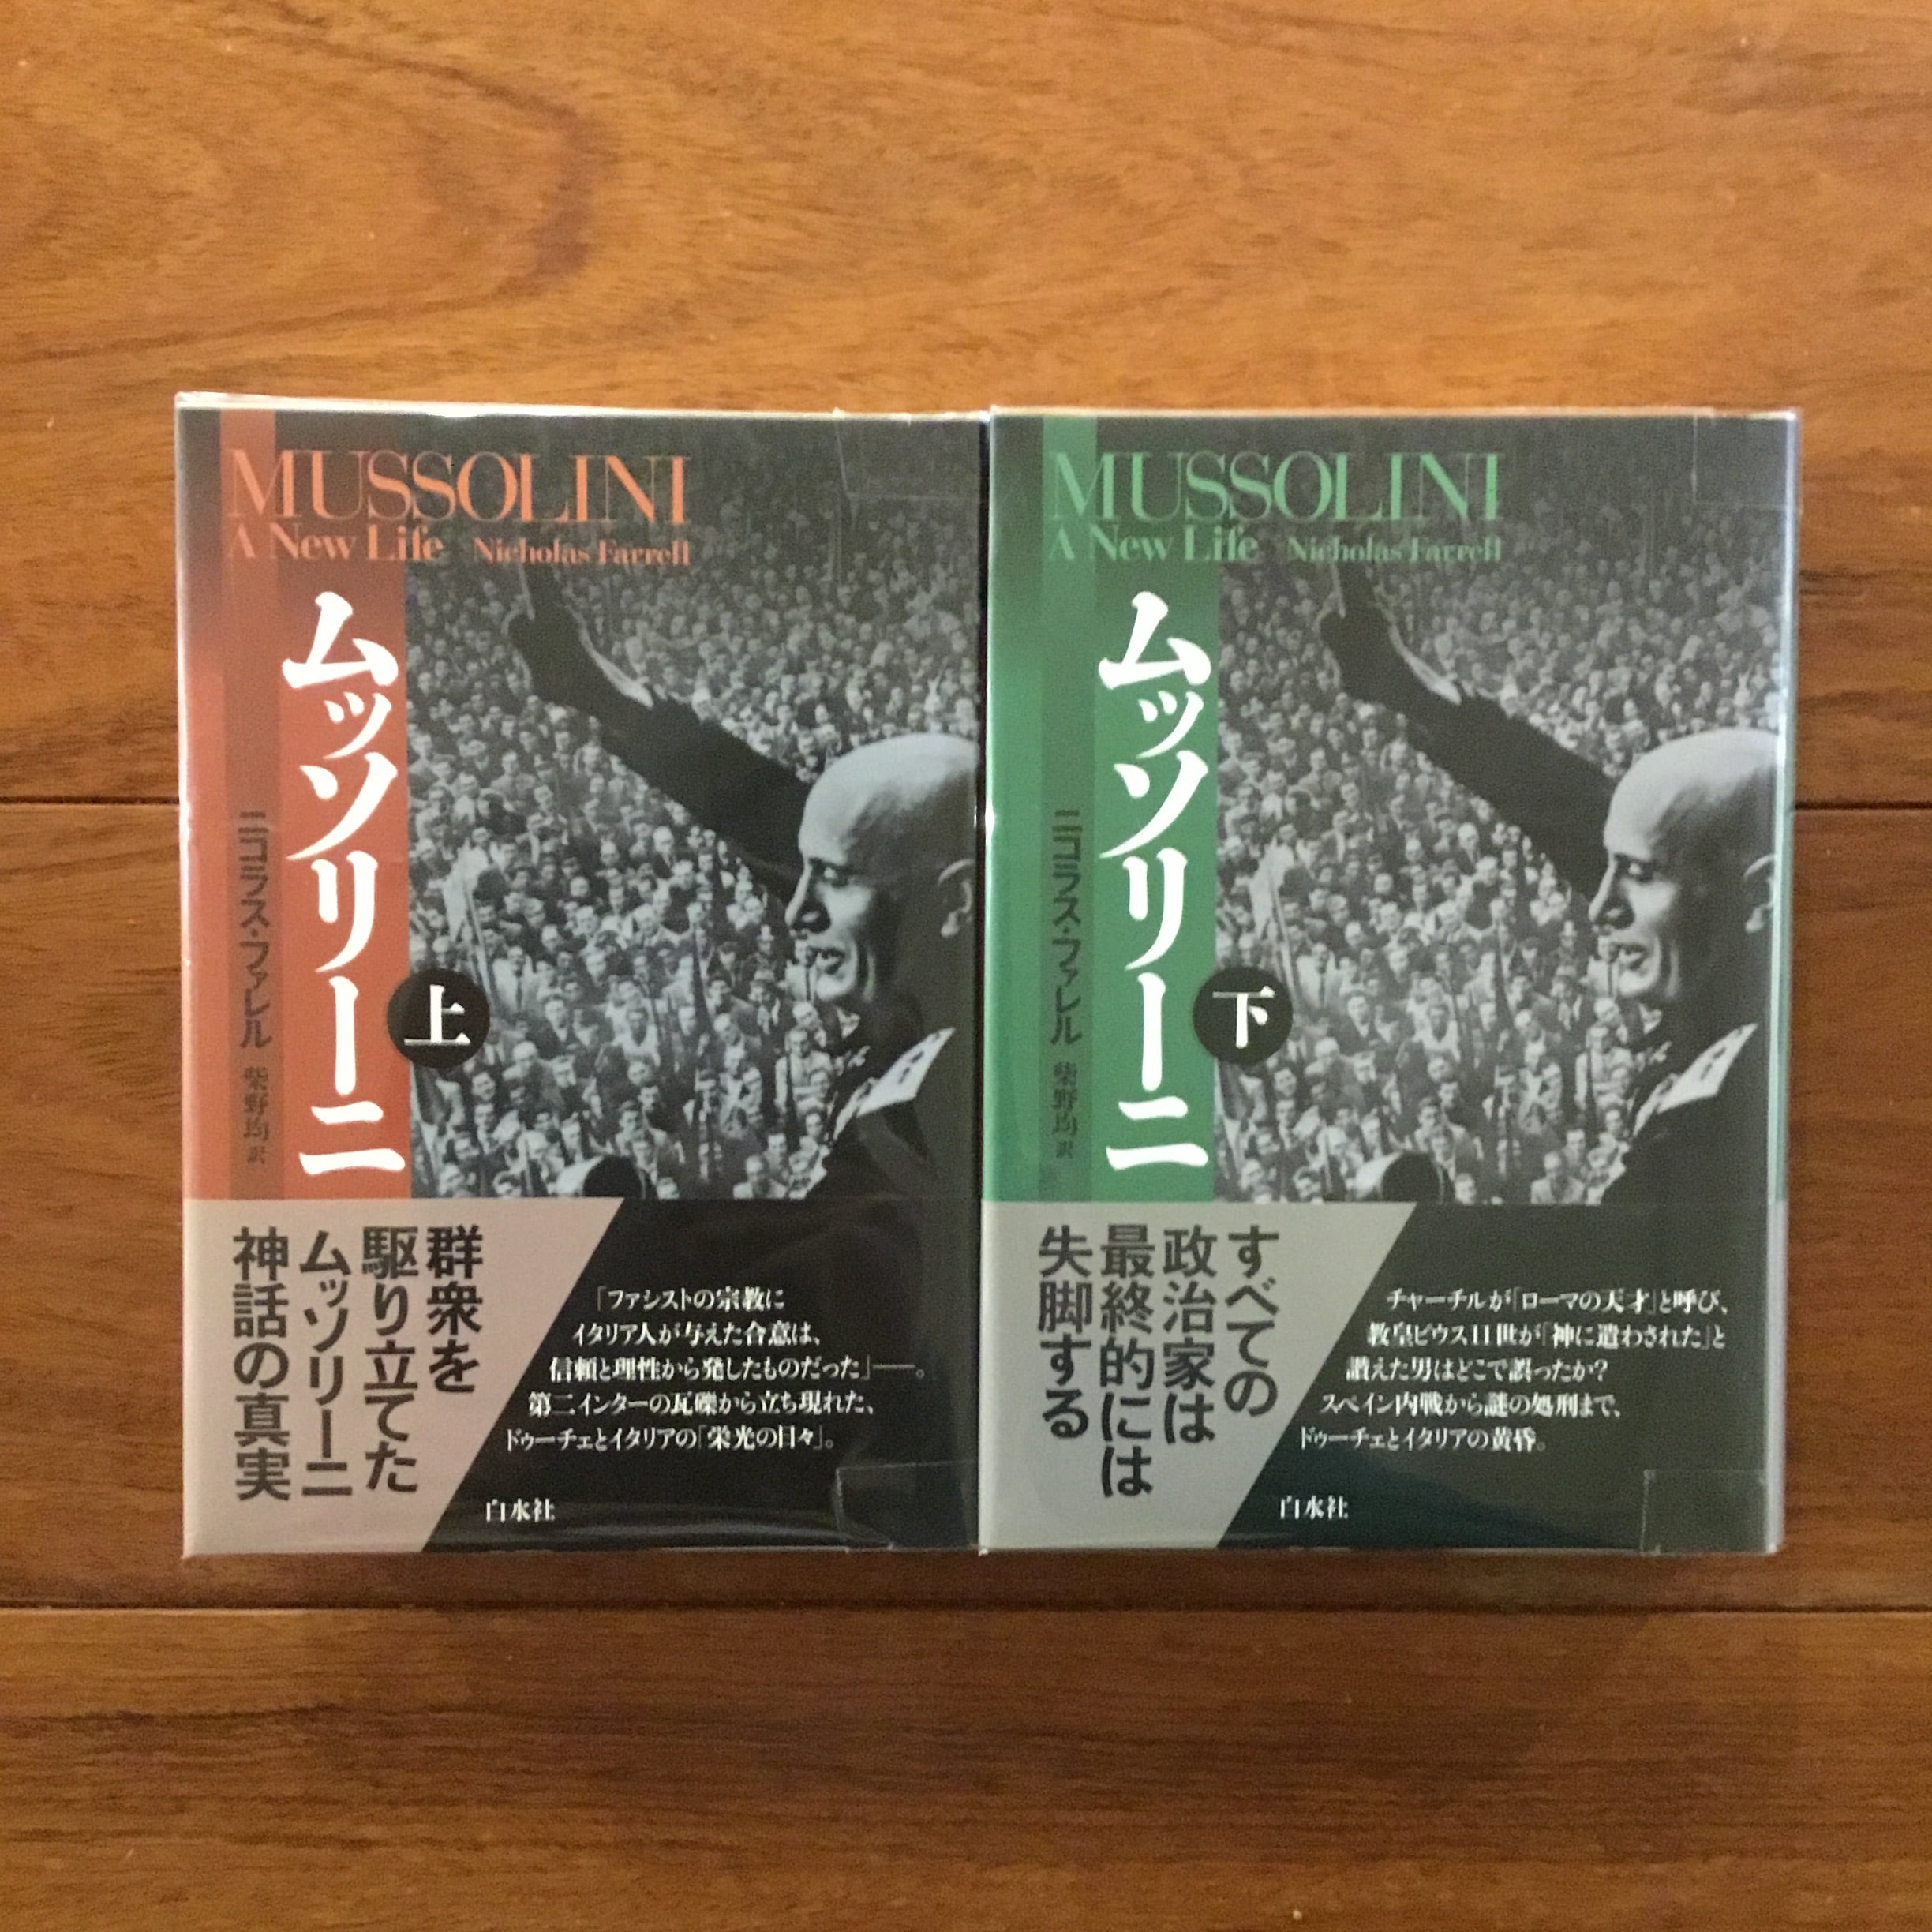 MUSSOLINI
A New Life Nicholas Farrell
ムッソリーニ
上
ニコラス・ファレル 柴野均 訳
群衆を
駆り立てた
ムッソリーニ
神話の真実
「ファシストの宗教に
イタリア人が与えた合意は、
信頼と理性から発したものだった」──。
第二インターの瓦礫から立ち現れた、
ドゥーチェとイタリアの「栄光の日々」。
白水社
MUSSOLINI
A New Life Nicholas Farrell
ムッソリーニ
下
ニコラス・ファレル 柴野均 訳
すべての
政治家は
最終的には
失脚する
チャーチルが「ローマの天才」と呼び、
教皇ピウス11世が「神に遣わされた」と
讃えた男はどこで誤ったか?
スペイン内戦から謎の処刑まで、
ドゥーチェとイタリアの黄昏。
白水社